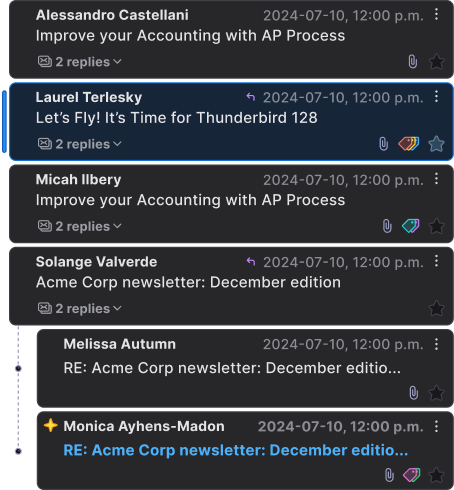 Alessandro Castellani 2024-07-10, 12:00 p.m.
Improve your Accounting with AP Process
2 replies
Laurel Terlesky 2024-07-10, 12:00 p.m.
Let's Fly! It's Time for Thunderbird 128
2 replies
Micah Ilbery 2024-07-10, 12:00 p.m.
Improve your Accounting with AP Process
2 replies
Solange Valverde 2024-07-10, 12:00 p.m.
Acme Corp newsletter: December edition
2 replies
Melissa Autumn 2024-07-10, 12:00 p.m.
RE: Acme Corp newsletter: December editio...
Monica Ayhens-Madon 2024-07-10, 12:00 p.m.
RE: Acme Corp newsletter: December editio...